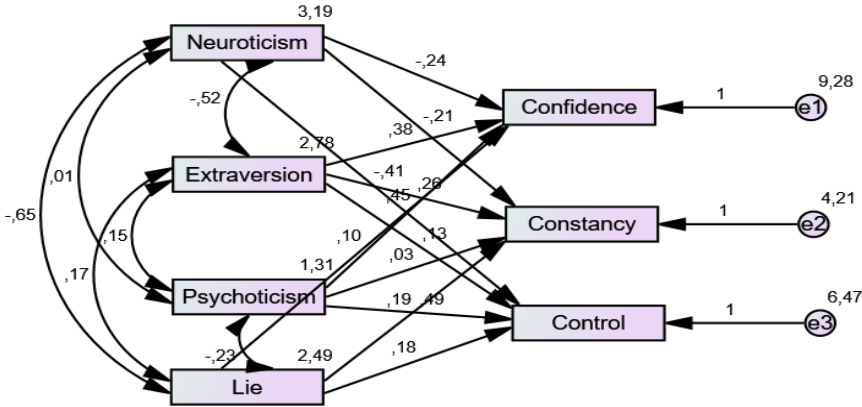 3,19
Neuroticism
-,24
9,28
Confidence
1
e1
-,52
-,21
,38
2,78
Extraversion
-,41
,26
,45
,01
4,21
-,65
Constancy
1
e2
,15
,10
,13
,17
1,31
,03
Psychoticism
,19
,49
6,47
Control
1
e3
-,23
2,49
,18
Lie